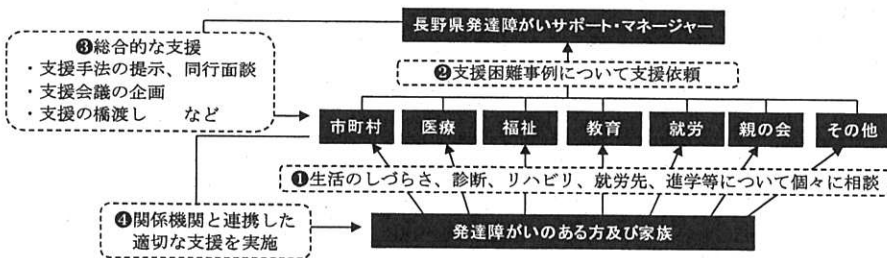 長野県発達障がいサポート・マネージャー
❸総合的な支援
・支援手法の提示、同行面談
・支援会議の企画
・支援の橋渡し など
❷支援困難事例について支援依頼
市町村
医療
福祉
教育
就労
親の会
その他
❶生活のしづらさ、診断、リハビリ、就労先、進学等について個々に相談
❹関係機関と連携した
適切な支援を実施
発達障がいのある方及び家族